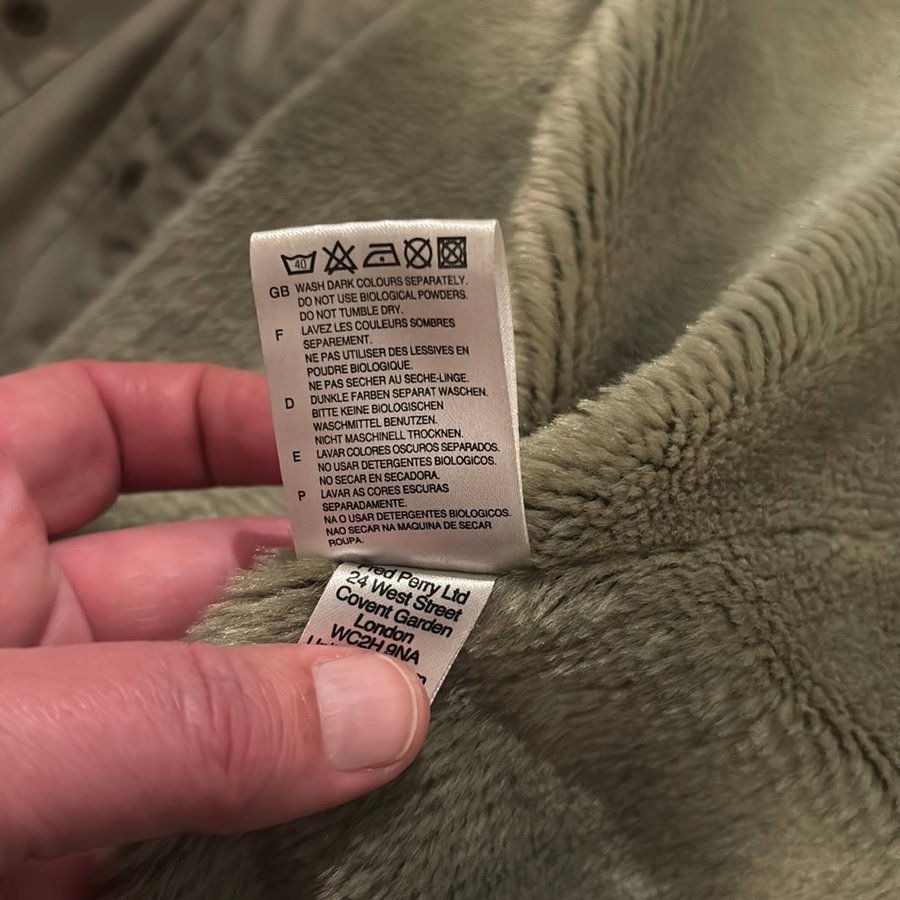 40
GB WASH DARK COLOURS SEPARATELY.
DO NOT USE BIOLOGICAL POWDERS.
DO NOT TUMBLE DRY.
F LAVEZ LES COULEURS SOMBRES
SEPAREMENT.
NE PAS UTILISER DES LESSIVES EN
POUDRE BIOLOGIQUE.
NE PAS SECHER AU SECHE-LINGE.
D DUNKLE FARBEN SEPARAT WASCHEN.
BITTE KEINE BIOLOGISCHEN
WASCHMITTEL BENUTZEN.
NICHT MASCHINELL TROCKNEN.
E LAVAR COLORES OSCUROS SEPARADOS.
NO USAR DETERGENTES BIOLOGICOS.
NO SECAR EN SECADORA.
P LAVAR AS CORES ESCURAS
SEPARADAMENTE.
NA O USAR DETERGENTES BIOLOGICOS.
NAO SECAR NA MAQUINA DE SECAR
ROUPA.
Fred Perry Ltd
24 West Street
Covent Garden
London
WC2H 9NA